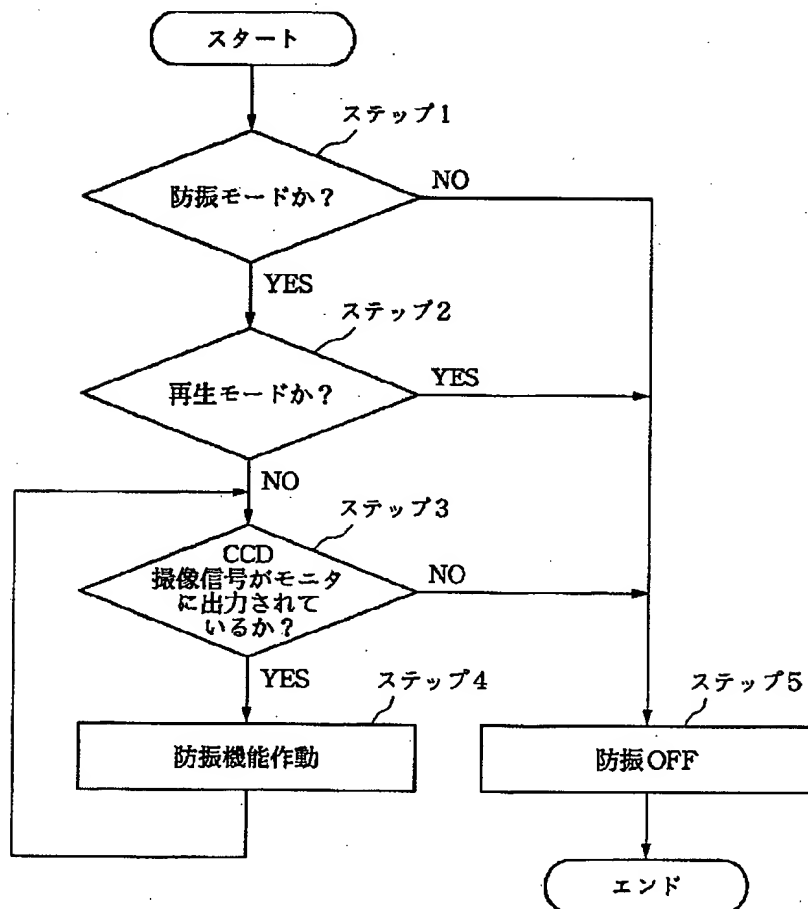 スタート
ステップ1
防振モードか?
NO
YES
ステップ2
再生モードか?
YES
NO
ステップ3
CCD
撮像信号がモニタ
に出力されて
いるか?
NO
YES
ステップ4
防振機能作動
ステップ5
防振OFF
エンド